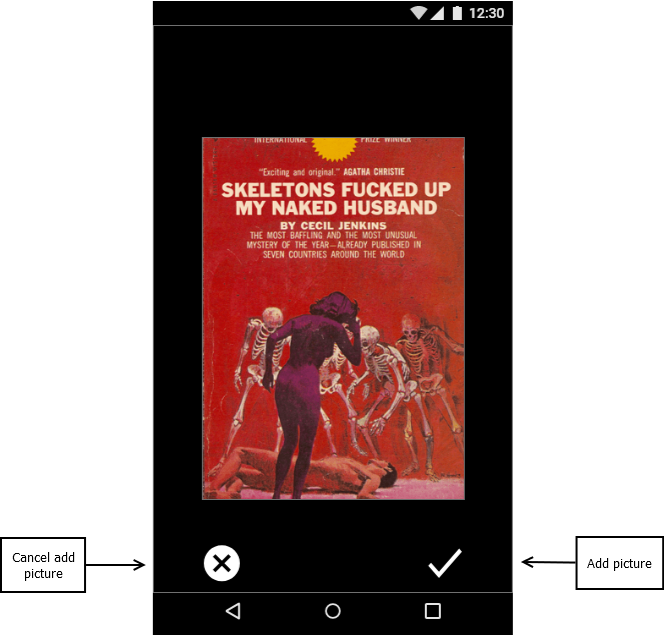 12:30
INTERNATIONAL PRIZE WINNER
"Exciting and original." AGATHA CHRISTIE
SKELETONS FUCKED UP
MY NAKED HUSBAND
BY CECIL JENKINS
THE MOST BAFFLING AND THE MOST UNUSUAL
MYSTERY OF THE YEAR—ALREADY PUBLISHED IN
SEVEN COUNTRIES AROUND THE WORLD
Cancel add
picture
Add picture